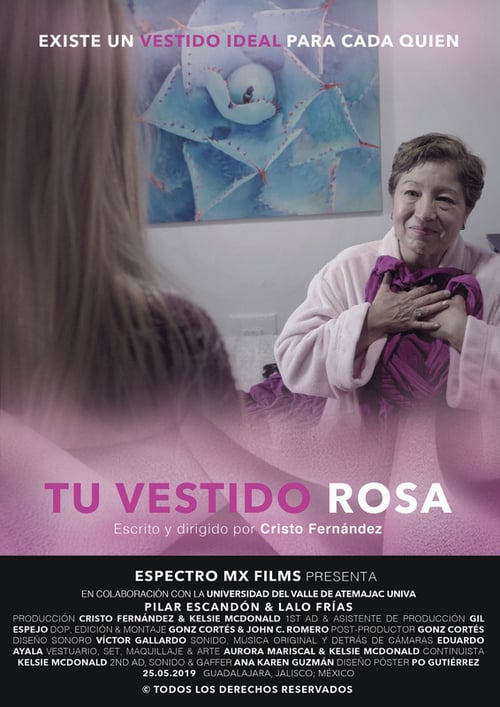 EXISTE UN VESTIDO IDEAL PARA CADA QUIEN
TU VESTIDO ROSA
Escrito y dirigido por Cristo Fernández
ESPECTRO MX FILMS PRESENTA
EN COLABORACIÓN CON LA UNIVERSIDAD DEL VALLE DE ATEMAJAC UNIVA
PILAR ESCANDÓN & LALO FRÍAS
PRODUCCIÓN CRISTO FERNÁNDEZ & KELSIE MCDONALD 1ST AD & ASISTENTE DE PRODUCCIÓN GIL
ESPEJO DOP, EDICIÓN & MONTAJE GONZ CORTÉS & JOHN C. ROMERO POST-PRODUCTOR GONZ CORTÉS
DISEÑO SONORO VÍCTOR GALLARDO SONIDO, MÚSICA ORIGINAL Y DETRÁS DE CÁMARAS EDUARDO
AYALA VESTUARIO, SET, MAQUILLAJE & ARTE AURORA MARISCAL & KELSIE MCDONALD CONTINUISTA
KELSIE MCDONALD 2ND AD, SONIDO & GAFFER ANA KAREN GUZMÁN DISEÑO PÓSTER PO GUTIÉRREZ
25.05.2019 GUADALAJARA, JALISCO; MÉXICO
© TODOS LOS DERECHOS RESERVADOS